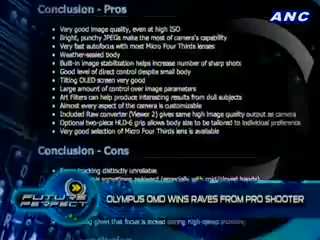 Conclusion - Pros
ANC
Very good image quality, even at high ISO
Bright, punchy JPEGs make the most of camera's capability
Very fast autofocus with most Micro Four Thirds lenses
Weather-sealed body
Built-in image stabilization helps increase number of sharp shots
Good level of direct control despite small body
Tilting OLED screen very good
Large amount of control over image parameters
Art Filters can help produce interesting results from dull subjects
Almost every aspect of the camera is customizable
Included Raw converter (Viewer 2) gives same high image quality output as camera
Optional two-piece HLD-6 grip allows body size to be tailored to individual preference
Very good selection of Micro Four Thirds lens is available
Conclusion - Cons
tracking distinctly unreliable
FUTURE
PERFECT
OLYMPUS OMD WINS RAVES FROM PRO SHOOTER